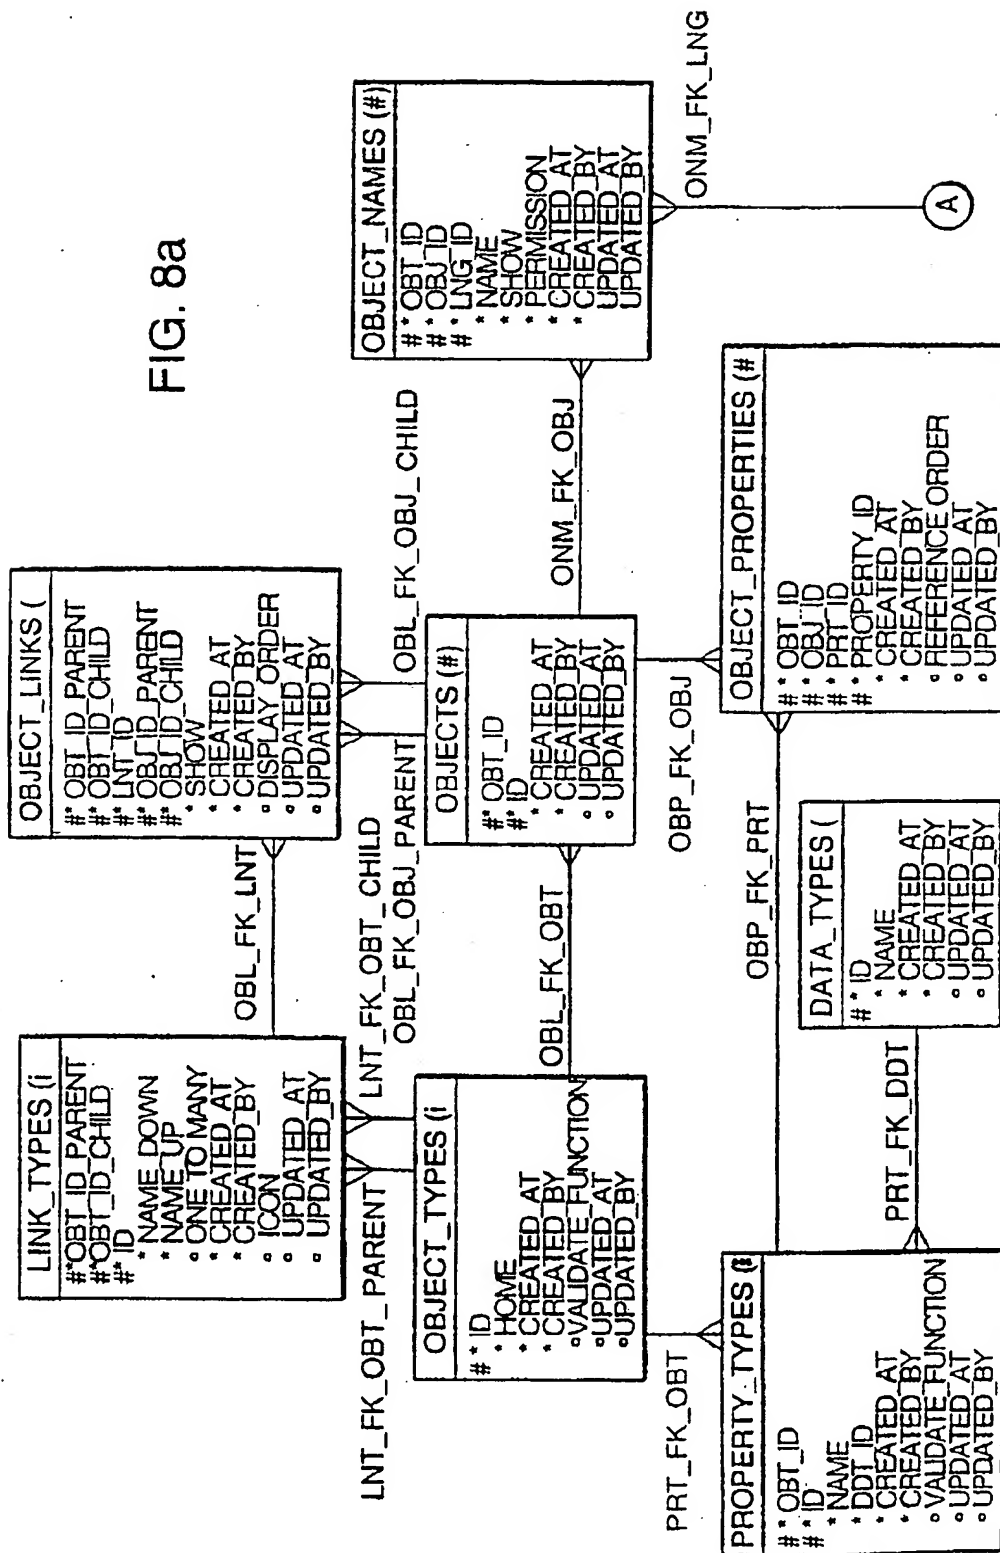 FIG. 8a
LINK_TYPES (i
#*OBT_ID_PARENT
#*OBT_ID_CHILD
#*ID
* NAME_DOWN
* NAME_UP
o ONE_TO_MANY
* CREATED_AT
* CREATED_BY
o ICON
o UPDATED_AT
o UPDATED_BY
OBL_FK_LNT
OBJECT_LINKS (
#* OBT_ID_PARENT
#* OBT_ID_CHILD
#* LNT_ID
#* OBJ_ID_PARENT
#* OBJ_ID_CHILD
* SHOW
* CREATED_AT
* CREATED_BY
o DISPLAY_ORDER
o UPDATED_AT
o UPDATED_BY
LNT_FK_OBT_PARENT
LNT_FK_OBT_CHILD
OBL_FK_OBJ_PARENT
OBL_FK_OBJ_CHILD
OBJECT_TYPES (i
# * ID
* HOME
* CREATED_AT
* CREATED_BY
o VALIDATE_FUNCTION
o UPDATED_AT
o UPDATED_BY
OBL_FK_OBT
OBJECTS (#)
#* OBT_ID
#* ID
* CREATED_AT
* CREATED_BY
o UPDATED_AT
o UPDATED_BY
ONM_FK_OBJ
OBJECT_NAMES (#)
# * OBT_ID
# * OBJ_ID
# * LNG_ID
* NAME
* SHOW
* PERMISSION
* CREATED_AT
* CREATED_BY
UPDATED_AT
UPDATED_BY
ONM_FK_LNG
A
PRT_FK_OBT
OBP_FK_OBJ
OBP_FK_PRT
PROPERTY_TYPES (i
# * OBT_ID
# * ID
* NAME
* DDT_ID
* CREATED_AT
* CREATED_BY
o VALIDATE_FUNCTION
o UPDATED_AT
o UPDATED_BY
PRT_FK_DDT
DATA_TYPES (
# * ID
* NAME
* CREATED_AT
* CREATED_BY
o UPDATED_AT
o UPDATED_BY
OBJECT_PROPERTIES (#
# * OBT_ID
# * OBJ_ID
# * PRT_ID
# * PROPERTY_ID
* CREATED_AT
* CREATED_BY
o REFERENCE_ORDER
o UPDATED_AT
o UPDATED_BY